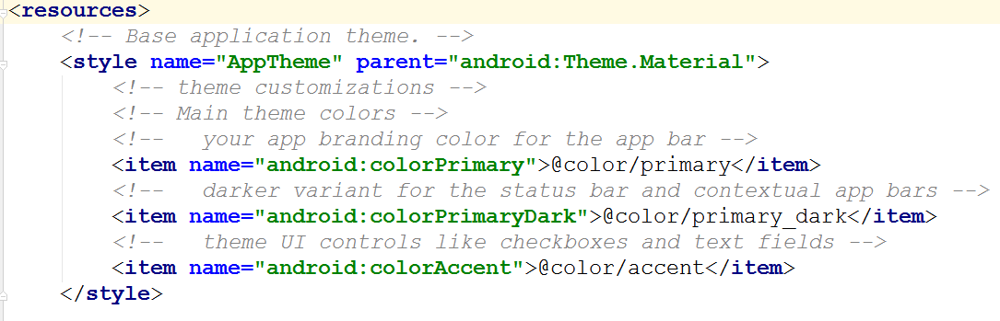 <resources>
<!-- Base application theme. -->
<style name="AppTheme" parent="android:Theme.Material">
<!-- theme customizations -->
<!-- Main theme colors -->
<!--   your app branding color for the app bar -->
<item name="android:colorPrimary">@color/primary</item>
<!--   darker variant for the status bar and contextual app bars -->
<item name="android:colorPrimaryDark">@color/primary_dark</item>
<!--   theme UI controls like checkboxes and text fields -->
<item name="android:colorAccent">@color/accent</item>
</style>